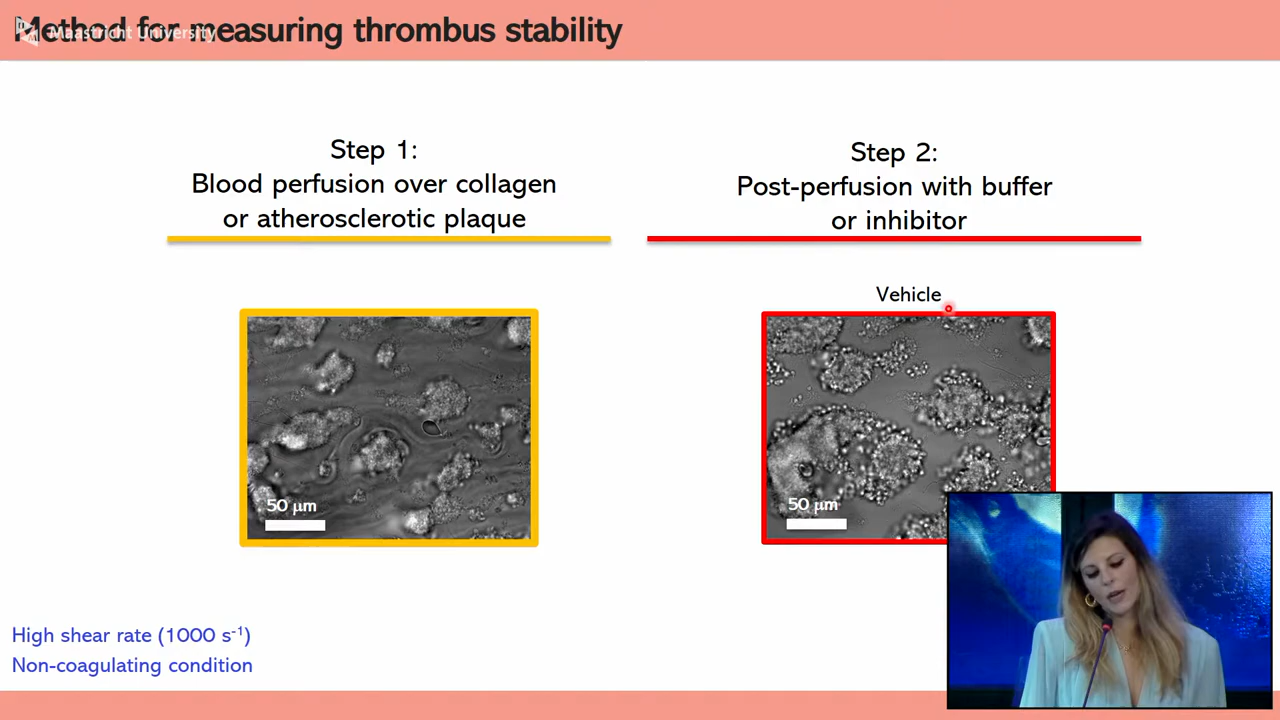 Method for measuring thrombus stability
Maastricht University
Step 1:
Blood perfusion over collagen
or atherosclerotic plaque
Step 2:
Post-perfusion with buffer
or inhibitor
Vehicle
50 μm
50 μm
High shear rate (1000 s⁻¹)
Non-coagulating condition